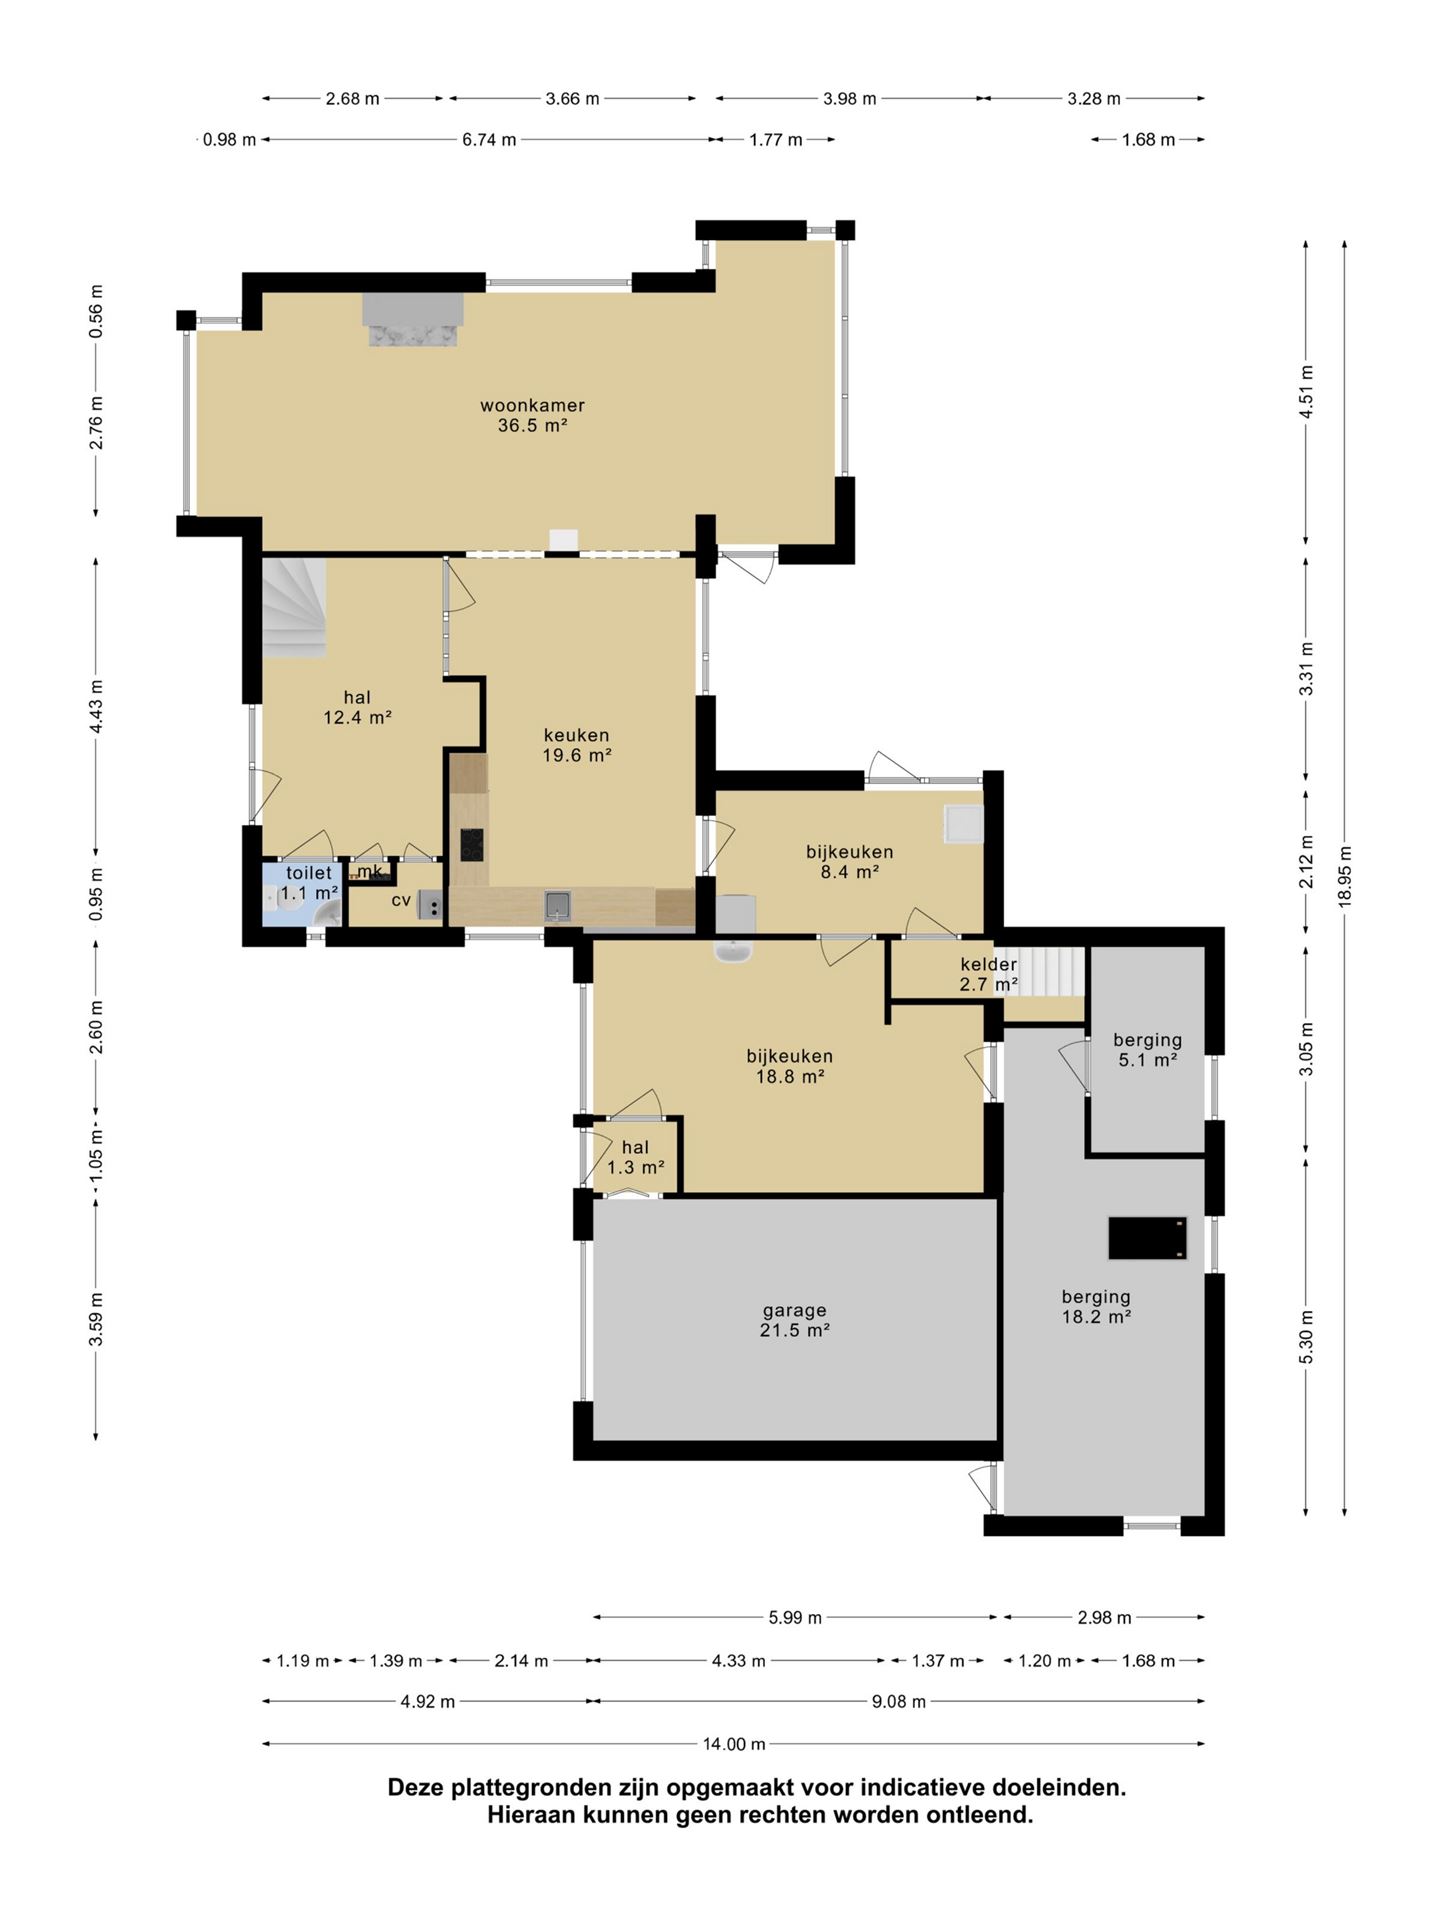 2.68 m
3.66 m
3.98 m
3.28 m
0.98 m
6.74 m
1.77 m
1.68 m
0.56 m
2.76 m
4.43 m
0.95 m
2.60 m
1.05 m
3.59 m
woonkamer
36.5 m²
hal
12.4 m²
keuken
19.6 m²
bijkeuken
8.4 m²
toilet
1.1 m²
mk
cv
kelder
2.7 m²
berging
5.1 m²
bijkeuken
18.8 m²
hal
1.3 m²
garage
21.5 m²
berging
18.2 m²
4.51 m
3.31 m
2.12 m
3.05 m
5.30 m
18.95 m
5.99 m
2.98 m
1.19 m
1.39 m
2.14 m
4.33 m
1.37 m
1.20 m
1.68 m
4.92 m
9.08 m
14.00 m
Deze plattegronden zijn opgemaakt voor indicatieve doeleinden.
Hieraan kunnen geen rechten worden ontleend.